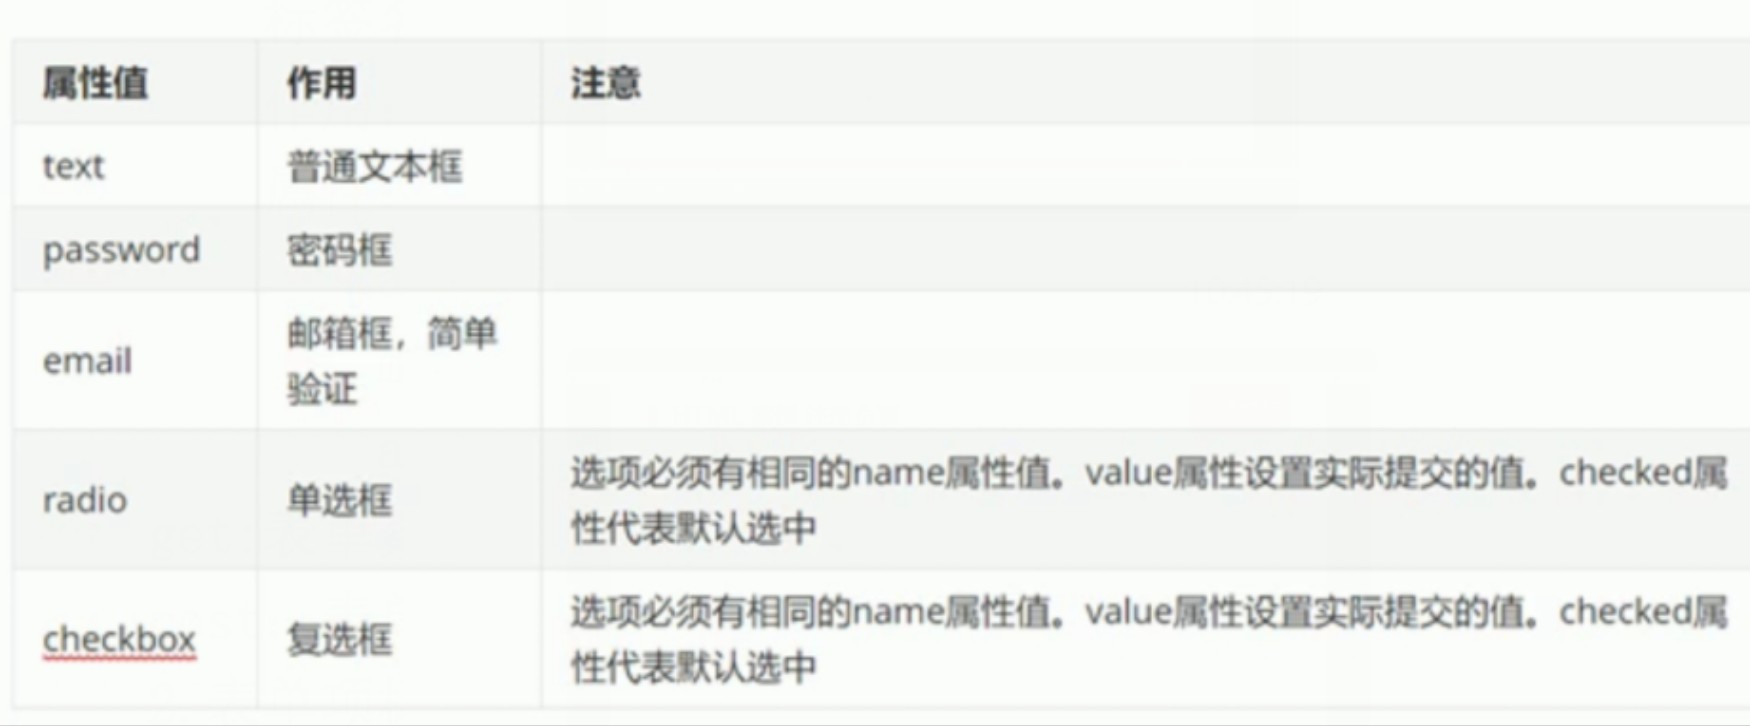 属性值 作用 注意
text 普通文本框
password 密码框
email 邮箱框，简单
验证
radio 单选框 选项必须有相同的name属性值。value属性设置实际提交的值。checked属
性代表默认选中
checkbox 复选框 选项必须有相同的name属性值。value属性设置实际提交的值。checked属
性代表默认选中